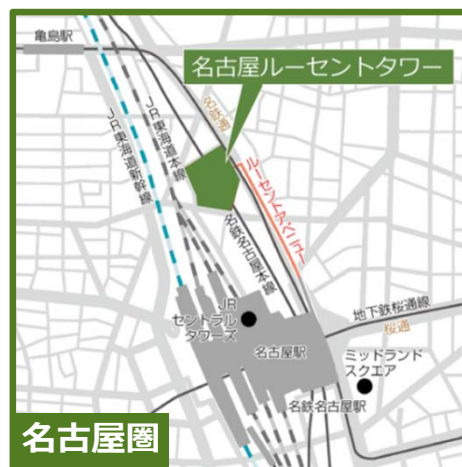 亀島駅
名古屋ルーセントタワー
名鉄通
JR東海道本線
JR東海道新幹線
ルーセントアベニュー
名鉄名古屋本線
JR
セントラル
タワーズ
地下鉄桜通線
桜通
名古屋駅
ミッドランド
スクエア
名鉄名古屋駅
名古屋圏